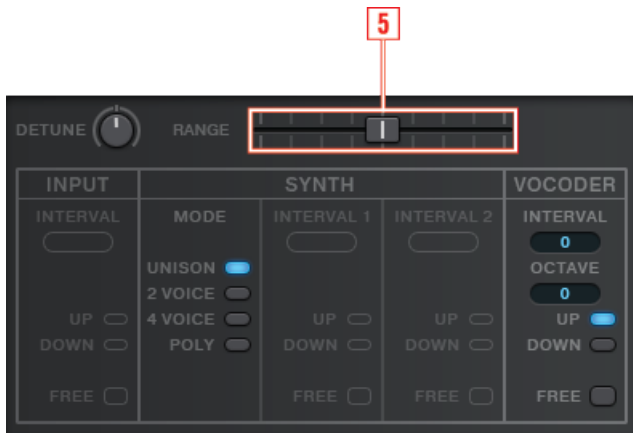 5
DETUNE RANGE
INPUT SYNTH VOCODER
INTERVAL MODE INTERVAL 1 INTERVAL 2 INTERVAL
0
UNISON OCTAVE
2 VOICE 0
UP 4 VOICE UP UP UP
DOWN POLY DOWN DOWN DOWN
FREE FREE FREE FREE